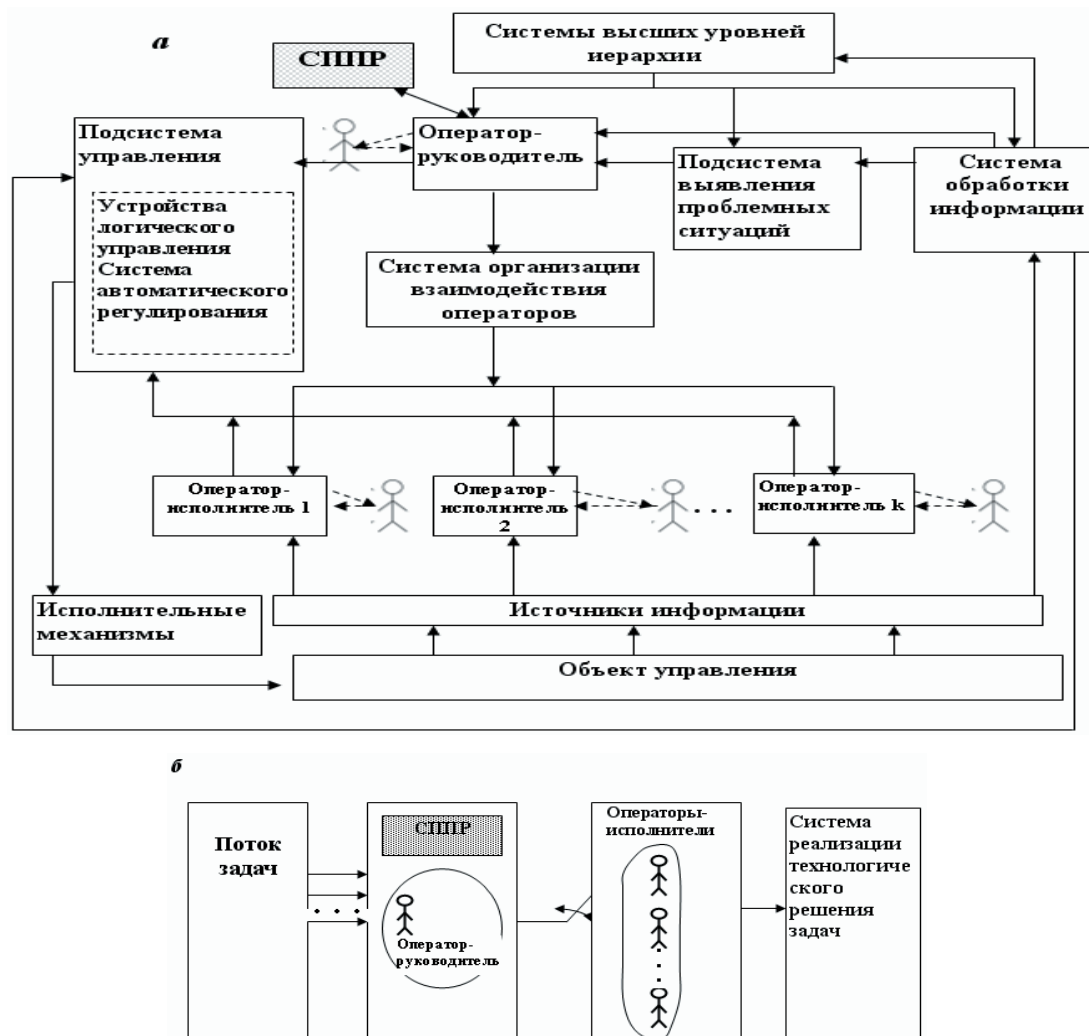 а
Системы высших уровней
иерархии
СППР
Подсистема
управления
Оператор-
руководитель
Подсистема
выявления
проблемных
ситуаций
Система
обработки
информации
Устройства
логического
управления
Система
автоматического
регулирования
Система организации
взаимодействия
операторов
Оператор-
исполнитель 1
Оператор-
исполнитель
2
. . .
Оператор-
исполнитель k
Исполнительные
механизмы
Источники информации
Объект управления
б
Поток
задач
. . .
СППР
Оператор-
руководитель
Операторы-
исполнители
Система
реализации
технологиче
ского
решения
задач